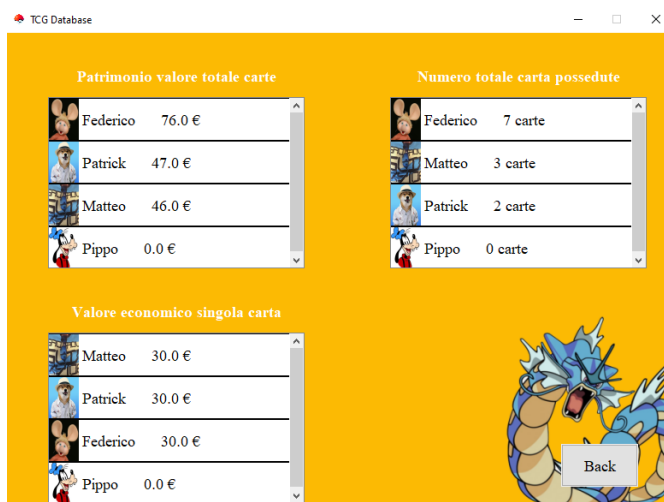 TCG Database
Patrimonio valore totale carte
Federico 76.0 €
Patrick 47.0 €
Matteo 46.0 €
Pippo 0.0 €
Numero totale carta possedute
Federico 7 carte
Matteo 3 carte
Patrick 2 carte
Pippo 0 carte
Valore economico singola carta
Matteo 30.0 €
Patrick 30.0 €
Federico 30.0 €
Pippo 0.0 €
Back